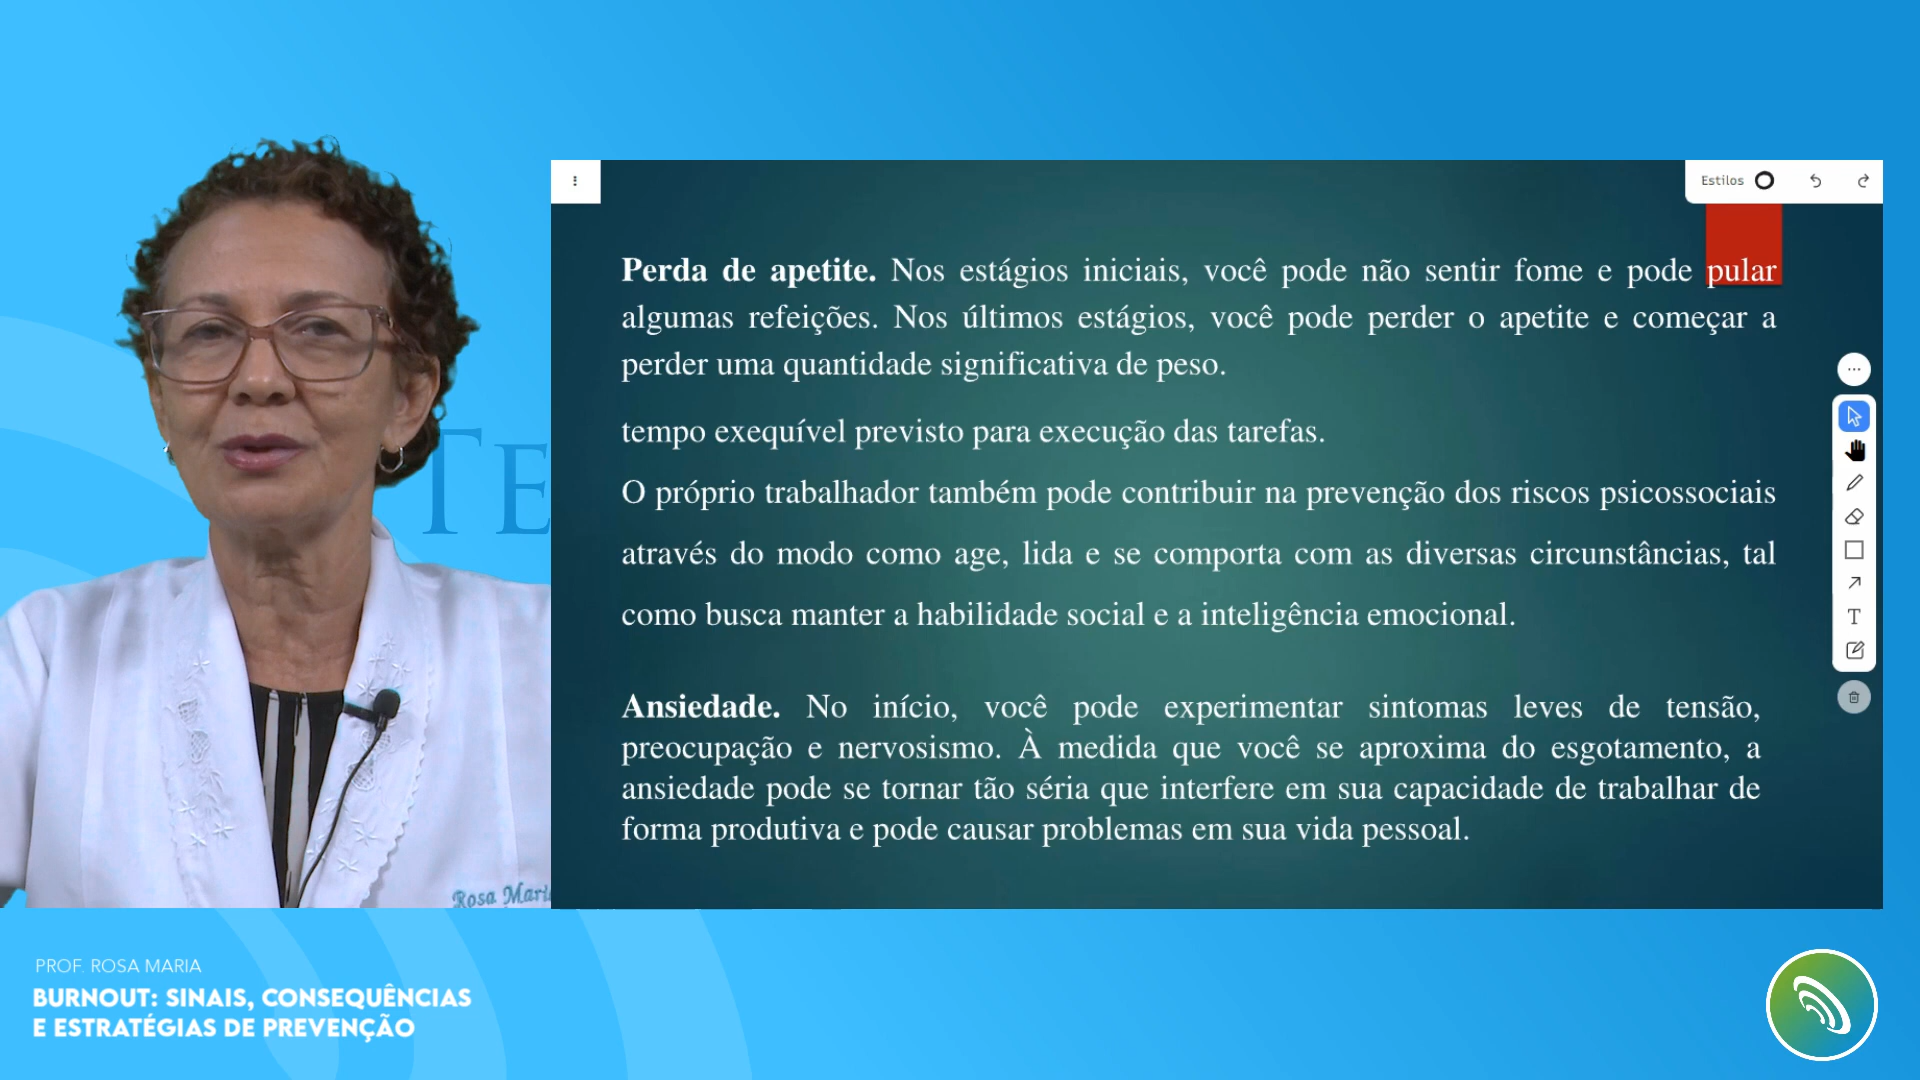 Estilos
Perda de apetite. Nos estágios iniciais, você pode não sentir fome e pode pular
algumas refeições. Nos últimos estágios, você pode perder o apetite e começar a
perder uma quantidade significativa de peso.
tempo exequível previsto para execução das tarefas.
O próprio trabalhador também pode contribuir na prevenção dos riscos psicossociais
através do modo como age, lida e se comporta com as diversas circunstâncias, tal
como busca manter a habilidade social e a inteligência emocional.
Ansiedade. No início, você pode experimentar sintomas leves de tensão,
preocupação e nervosismo. À medida que você se aproxima do esgotamento, a
ansiedade pode se tornar tão séria que interfere em sua capacidade de trabalhar de
forma produtiva e pode causar problemas em sua vida pessoal.
TE
Rosa Maria
PROF. ROSA MARIA
BURNOUT: SINAIS, CONSEQUÊNCIAS
E ESTRATÉGIAS DE PREVENÇÃO